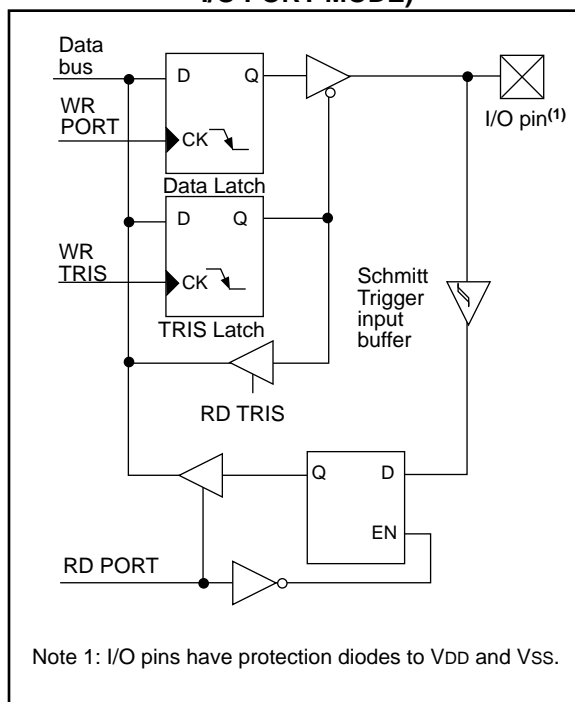 I/O PORT MODE)
Data
bus
D Q
WR
PORT
CK
I/O pin(1)
Data Latch
D Q
WR
TRIS
CK
Schmitt
Trigger
input
buffer
TRIS Latch
RD TRIS
Q D
EN
RD PORT
Note 1: I/O pins have protection diodes to VDD and VSS.